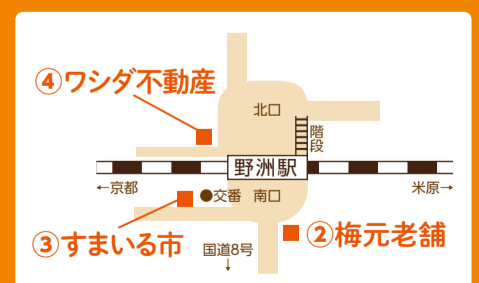 ④ワシダ不動産
北口
階段
野洲駅
←京都
米原→
●交番
南口
③すまいる市
②梅元老舗
国道8号
↓